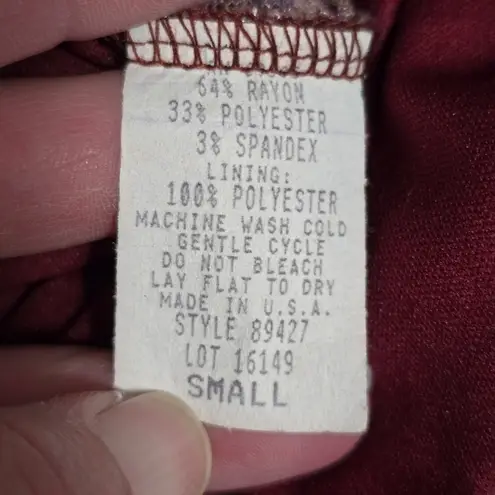 64% RAYON
33% POLYESTER
3% SPANDEX
LINING:
100% POLYESTER
MACHINE WASH COLD
GENTLE CYCLE
DO NOT BLEACH
LAY FLAT TO DRY
MADE IN U.S.A.
STYLE 89427
LOT 16149
SMALL